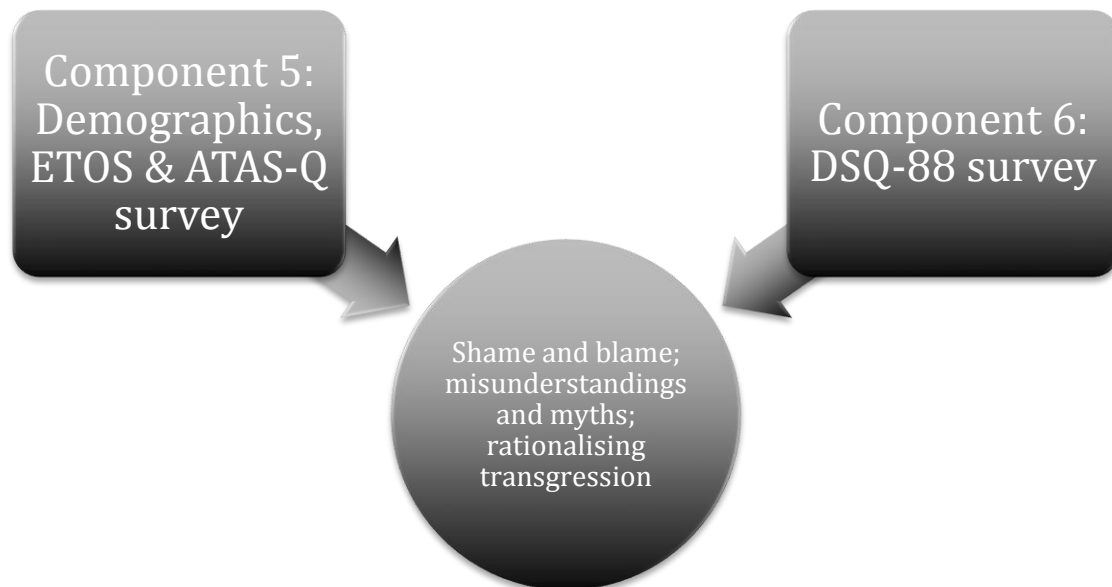 Component 5:
Demographics,
ETOS & ATAS-Q
survey
Component 6:
DSQ-88 survey
Shame and blame;
misunderstandings
and myths;
rationalising
transgression